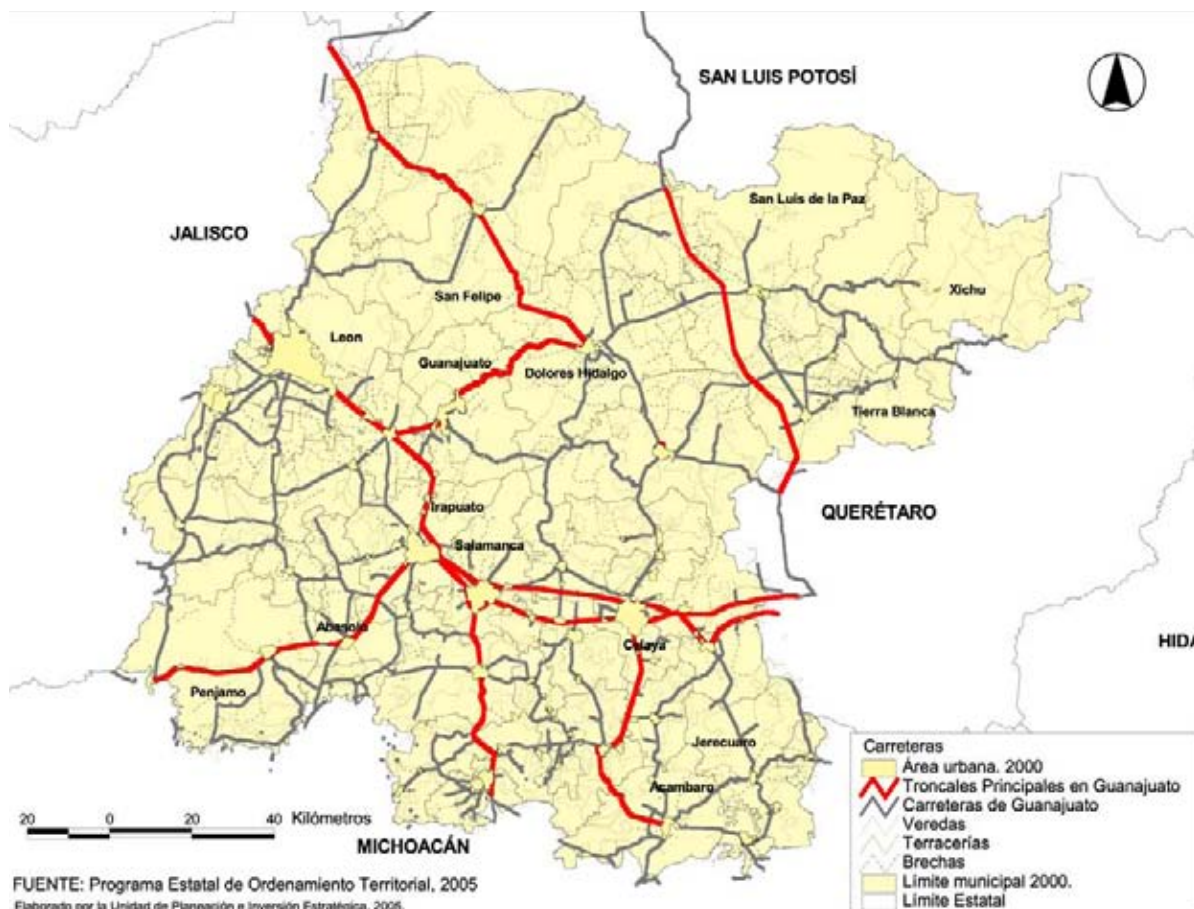 SAN LUIS POTOSÍ
San Luis de la Paz
JALISCO
San Felipe
Xichu
Leon
Guanajuato
Dolores Hidalgo
Tierra Blanca
Irapuato
QUERÉTARO
Salamanca
Abasolo
Celaya
HIDA
Penjamo
Jerecuaro
Acambaro
20 0 20 40 Kilómetros
MICHOACÁN
Carreteras
Área urbana. 2000
Troncales Principales en Guanajuato
Carreteras de Guanajuato
Veredas
Terracerías
Brechas
Límite municipal 2000.
Límite Estatal
FUENTE: Programa Estatal de Ordenamiento Territorial, 2005
Elaborado por la Unidad de Planeación e Inversión Estratégica, 2005.